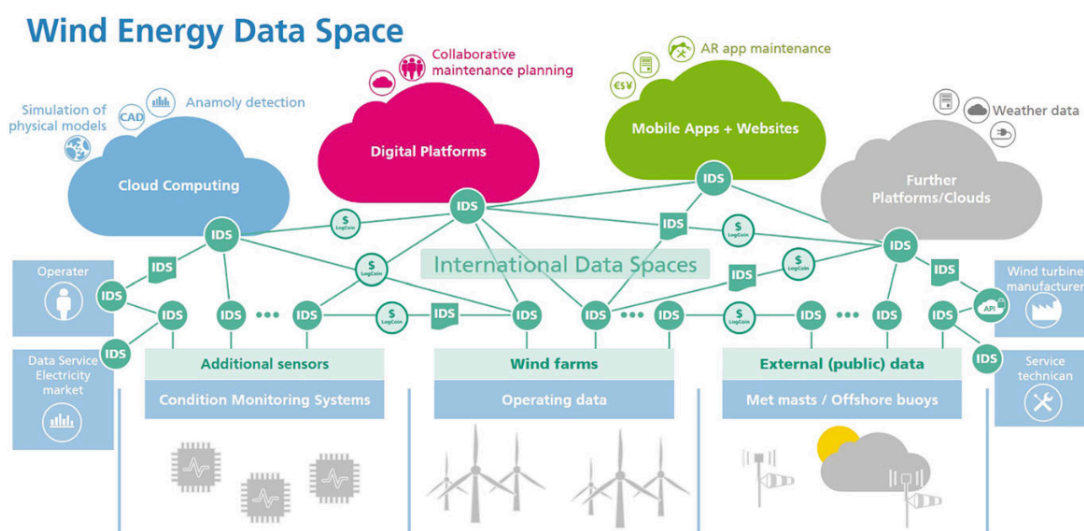 Wind Energy Data Space
Collaborative
maintenance planning
AR app maintenance
€$¥
Simulation of
physical models
CAD
Anamoly detection
Weather data
Cloud Computing
Digital Platforms
Mobile Apps + Websites
Further
Platforms/Clouds
IDS
IDS
IDS
IDS
$
LogCoin
IDS
$
LogCoin
International Data Spaces
$
LogCoin
$
LogCoin
IDS
IDS
IDS
Operater
IDS
Wind turbine
manufacturer
API
IDS
IDS
IDS
$
LogCoin
IDS
IDS
IDS
IDS
$
LogCoin
IDS
IDS
IDS
Data Service
Electricity
market
IDS
IDS
Service
technican
Additional sensors
Wind farms
External (public) data
Condition Monitoring Systems
Operating data
Met masts / Offshore buoys